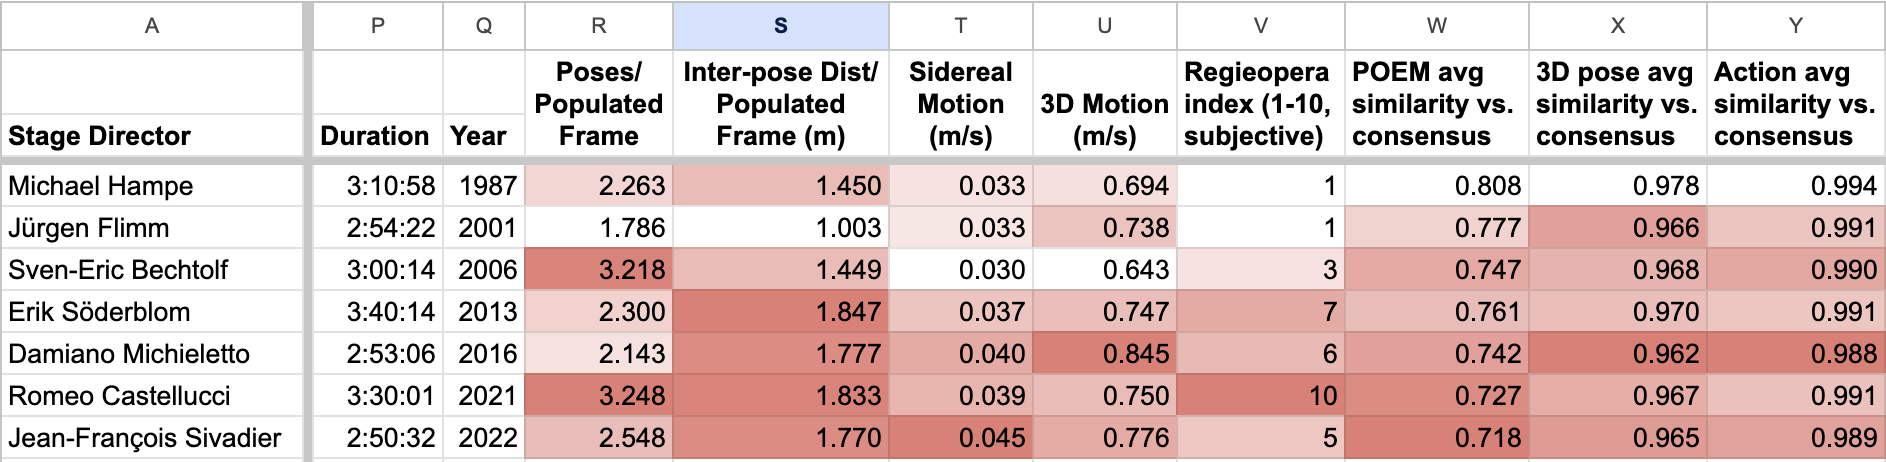 A P Q R S T U V W X Y
Stage Director Duration Year Poses/ Populated Frame Inter-pose Dist/ Populated Frame (m) Sidereal Motion (m/s) 3D Motion (m/s) Regieopera index (1-10, subjective) POEM avg similarity vs. consensus 3D pose avg similarity vs. consensus Action avg similarity vs. consensus
Michael Hampe 3:10:58 1987 2.263 1.450 0.033 0.694 1 0.808 0.978 0.994
Jürgen Flimm 2:54:22 2001 1.786 1.003 0.033 0.738 1 0.777 0.966 0.991
Sven-Eric Bechtolf 3:00:14 2006 3.218 1.449 0.030 0.643 3 0.747 0.968 0.990
Erik Söderblom 3:40:14 2013 2.300 1.847 0.037 0.747 7 0.761 0.970 0.991
Damiano Michieletto 2:53:06 2016 2.143 1.777 0.040 0.845 6 0.742 0.962 0.988
Romeo Castellucci 3:30:01 2021 3.248 1.833 0.039 0.750 10 0.727 0.967 0.991
Jean-François Sivadier 2:50:32 2022 2.548 1.770 0.045 0.776 5 0.718 0.965 0.989